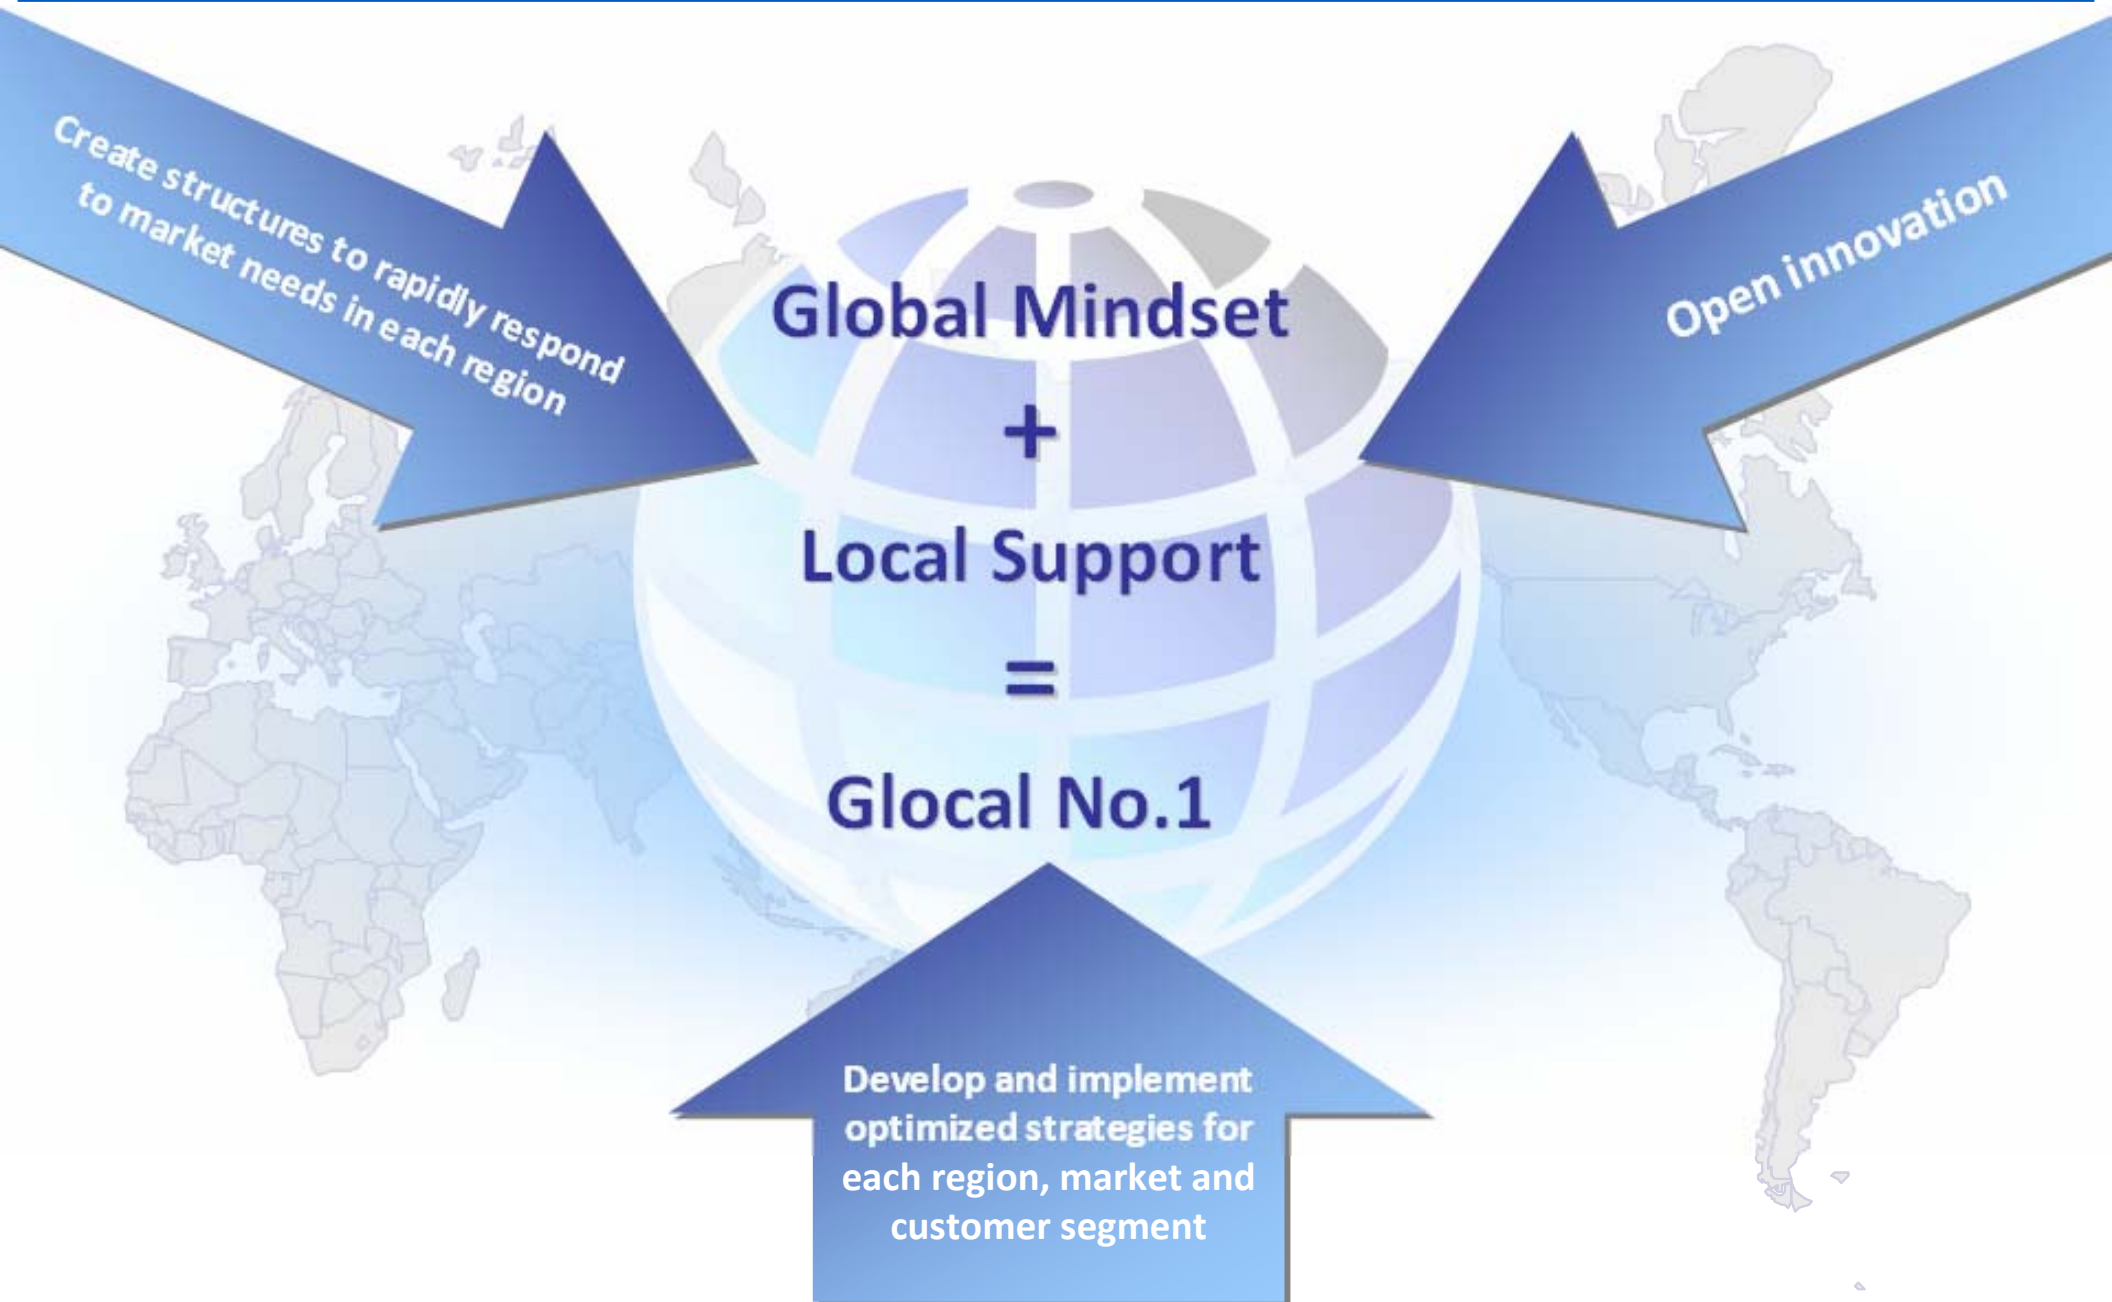 Create structures to rapidly respond
to market needs in each region
Open innovation
Global Mindset
+
Local Support
=
Glocal No.1
Develop and implement
optimized strategies for
each region, market and
customer segment